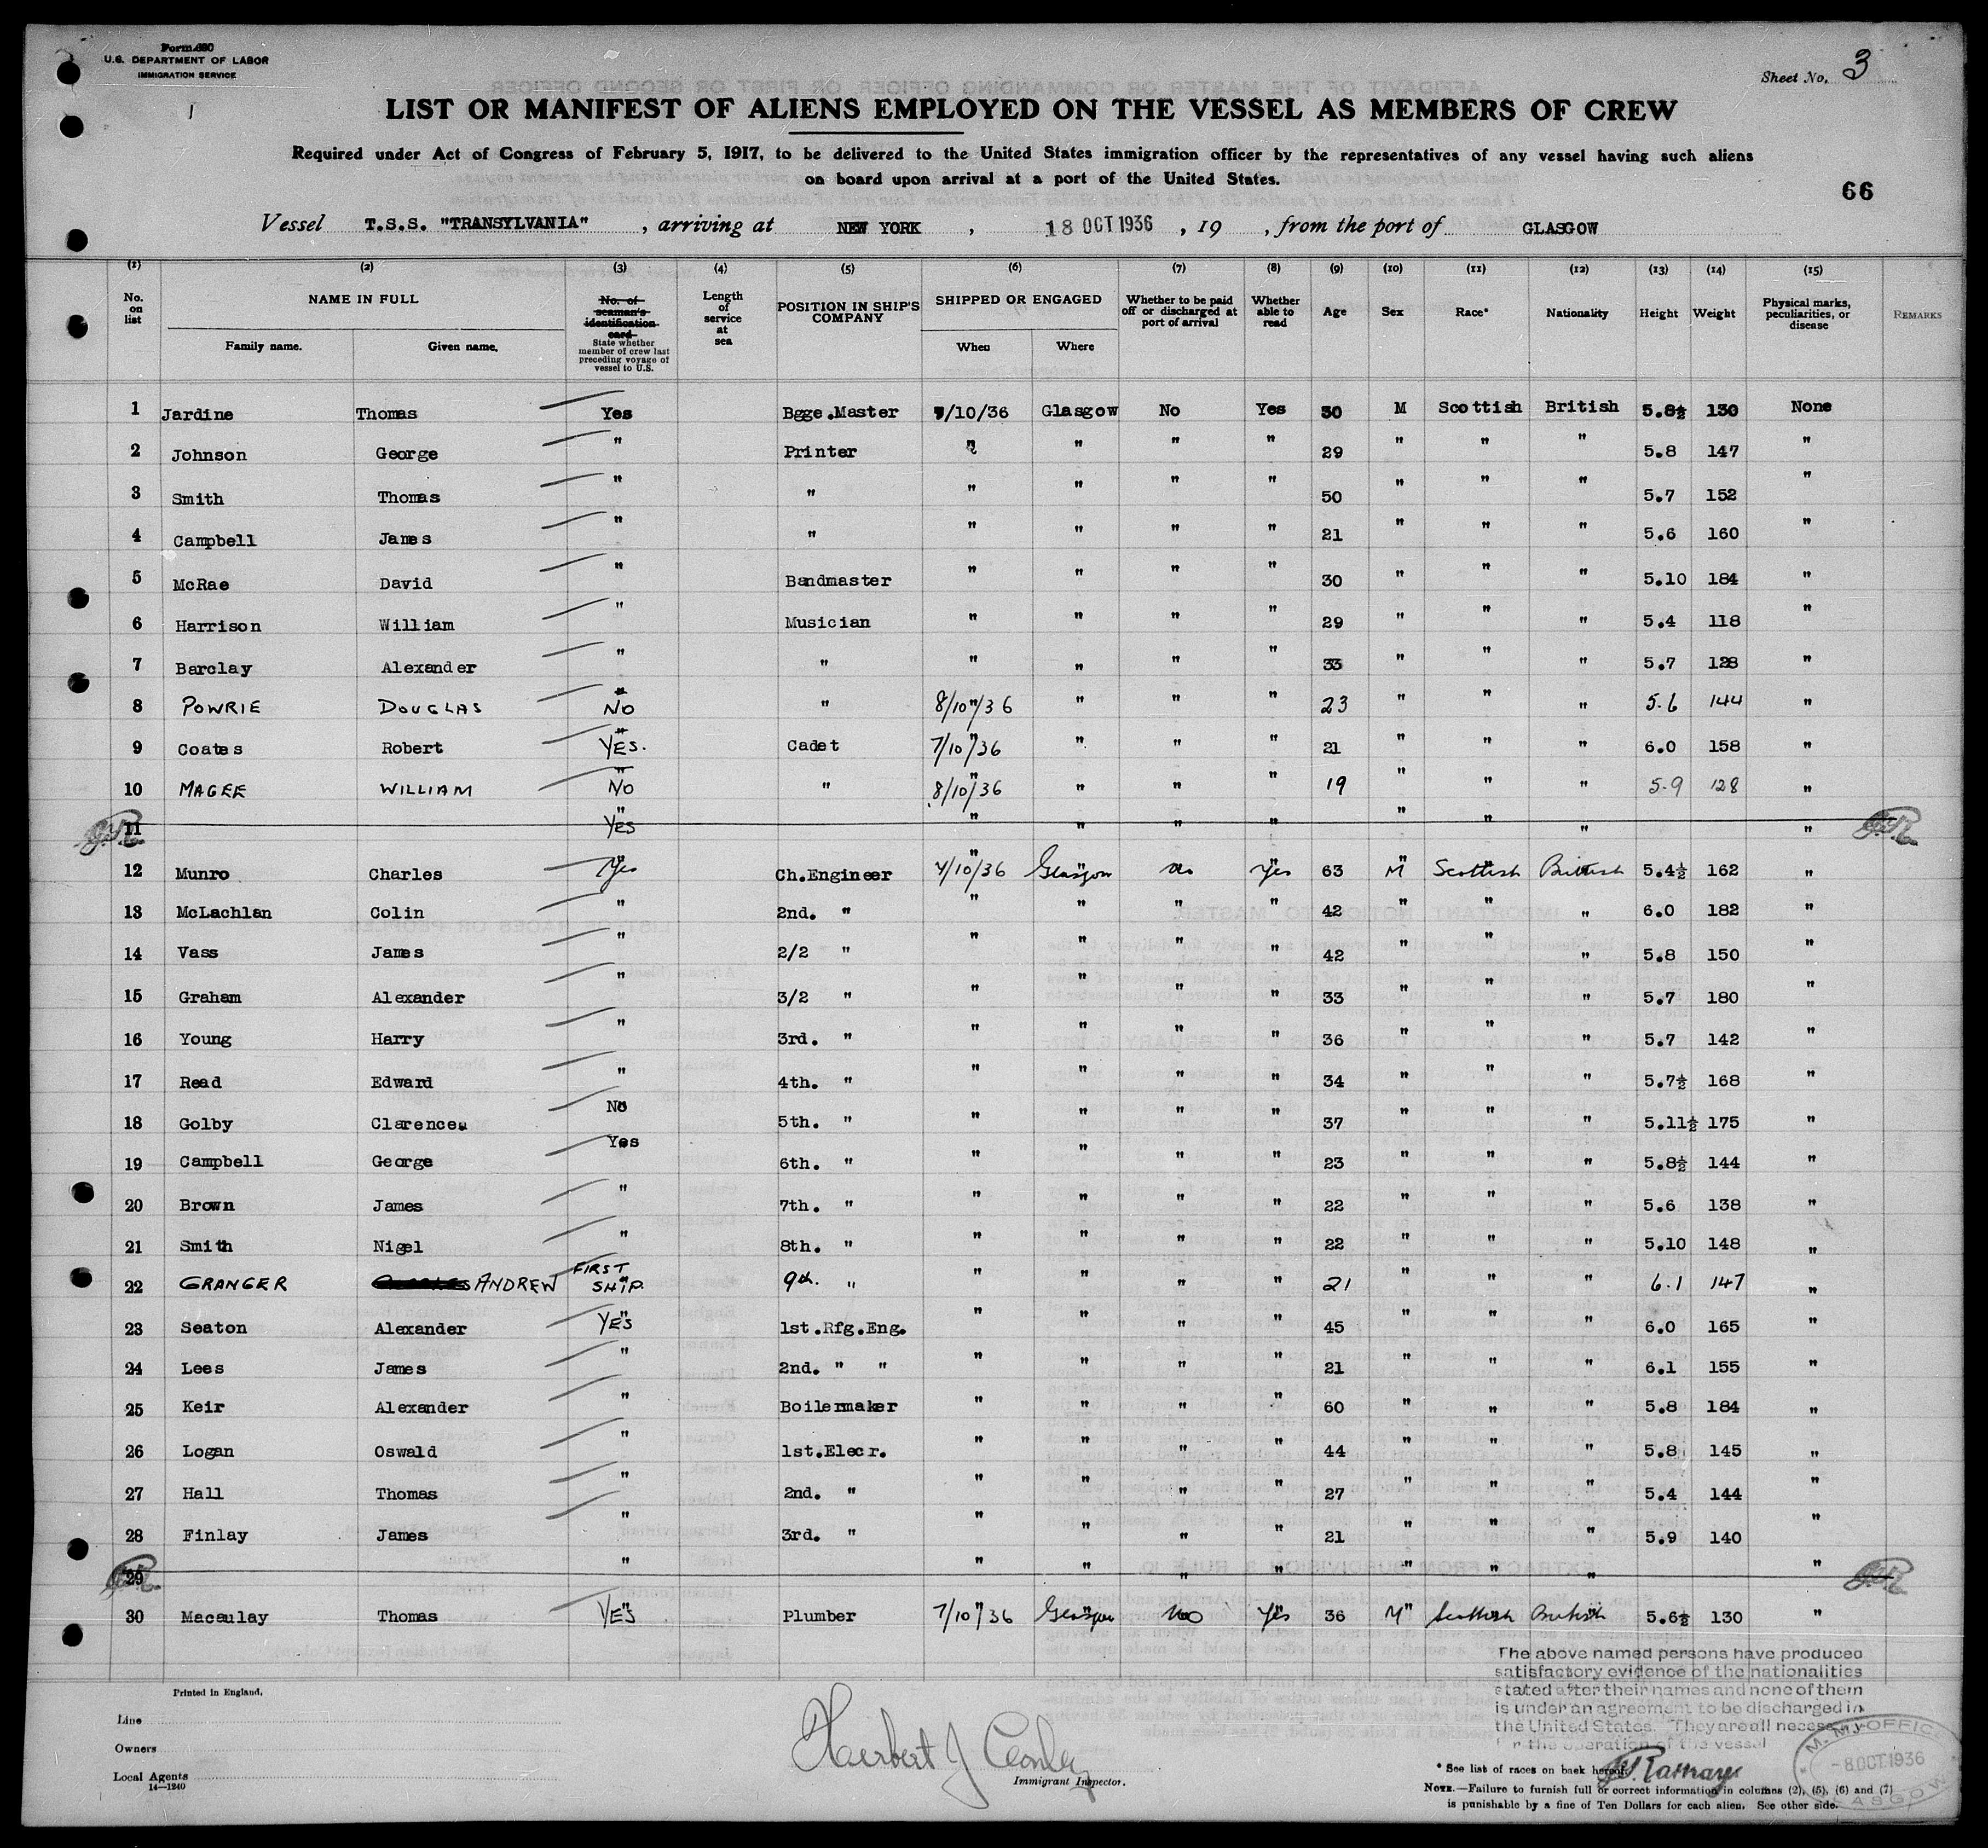 Form 680
U.S. DEPARTMENT OF LABOR
IMMIGRATION SERVICE
Sheet No. 3
LIST OR MANIFEST OF ALIENS EMPLOYED ON THE VESSEL AS MEMBERS OF CREW
Required under Act of Congress of February 5, 1917, to be delivered to the United States immigration officer by the representatives of any vessel having such aliens
on board upon arrival at a port of the United States.
66
Vessel T.S.S. "TRANSYLVANIA" , arriving at NEW YORK , 18 OCT 1936 , 19 , from the port of GLASGOW
(1) (2) (3) (4) (5) (6) (7) (8) (9) (10) (11) (12) (13) (14) (15)
No. on list NAME IN FULL Family name. Given name. No. of seaman's identification card State whether member of crew last preceding voyage of vessel to U.S. Length of service at sea POSITION IN SHIP'S COMPANY SHIPPED OR ENGAGED When Where Whether to be paid off or discharged at port of arrival Whether able to read Age Sex Race* Nationality Height Weight Physical marks, peculiarities, or disease REMARKS
1 Jardine Thomas Yes Bgge.Master 7/10/36 Glasgow No Yes 30 M Scottish British 5.8½ 130 None
2 Johnson George " Printer " " " " 29 " " " 5.8 147 "
3 Smith Thomas " " " " " " 50 " " " 5.7 152 "
4 Campbell James " " " " " " 21 " " " 5.6 160 "
5 McRae David " Bandmaster " " " " 30 " " " 5.10 184 "
6 Harrison William " Musician " " " " 29 " " " 5.4 118 "
7 Barclay Alexander " " " " " " 33 " " " 5.7 128 "
8 POWRIE DOUGLAS NO " 8/10/36 " " " 23 " " " 5.6 144 "
9 Coates Robert YES. Cadet 7/10/36 " " " 21 " " " 6.0 158 "
10 MAGEE WILLIAM NO " 8/10/36 " " " 19 " " " 5.9 128 "
11 YES " " " " " " " "
12 Munro Charles Yes Ch.Engineer 7/10/36 Glasgow No Yes 63 M Scottish British 5.4½ 162 "
13 McLachlan Colin " 2nd. " " " " " 42 " " " 6.0 182 "
14 Vass James " 2/2 " " " " " 42 " " " 5.8 150 "
15 Graham Alexander " 3/2 " " " " " 33 " " " 5.7 180 "
16 Young Harry " 3rd. " " " " " 36 " " " 5.7 142 "
17 Read Edward " 4th. " " " " " 34 " " " 5.7½ 168 "
18 Golby Clarence No 5th. " " " " " 37 " " " 5.11½ 175 "
19 Campbell George Yes 6th. " " " " " 23 " " " 5.8½ 144 "
20 Brown James " 7th. " " " " " 22 " " " 5.6 138 "
21 Smith Nigel " 8th. " " " " " 22 " " " 5.10 148 "
22 GRANGER ANDREW FIRST SHIP. 9th. " " " " " 21 " " " 6.1 147 "
23 Seaton Alexander YES 1st.Rfg.Eng. " " " " 45 " " " 6.0 165 "
24 Lees James " 2nd. " " " " " " 21 " " " 6.1 155 "
25 Keir Alexander " Boilermaker " " " " 60 " " " 5.8 184 "
26 Logan Oswald " 1st.Elecr. " " " " 44 " " " 5.8 145 "
27 Hall Thomas " 2nd. " " " " " 27 " " " 5.4 144 "
28 Finlay James " 3rd. " " " " " 21 " " " 5.9 140 "
29 " " " " " " " " "
30 Macaulay Thomas YES Plumber 7/10/36 Glasgow No Yes 36 M Scottish British 5.6½ 130 "
The above named persons have produced
satisfactory evidence of the nationalities
stated after their names and none of them
is under an agreement to be discharged in
the United States. They are all necessary
for the operation of the vessel
Printed in England.
Line
Owners
Local Agents
14—1240
Herbert J
Immigrant Inspector.
* See list of races on back hereof.
Ramsay
M. M. OFFICE
- 8 OCT 1936
GLASGOW
NOTE.—Failure to furnish full or correct information in columns (2), (5), (6) and (7)
is punishable by a fine of Ten Dollars for each alien. See other side.